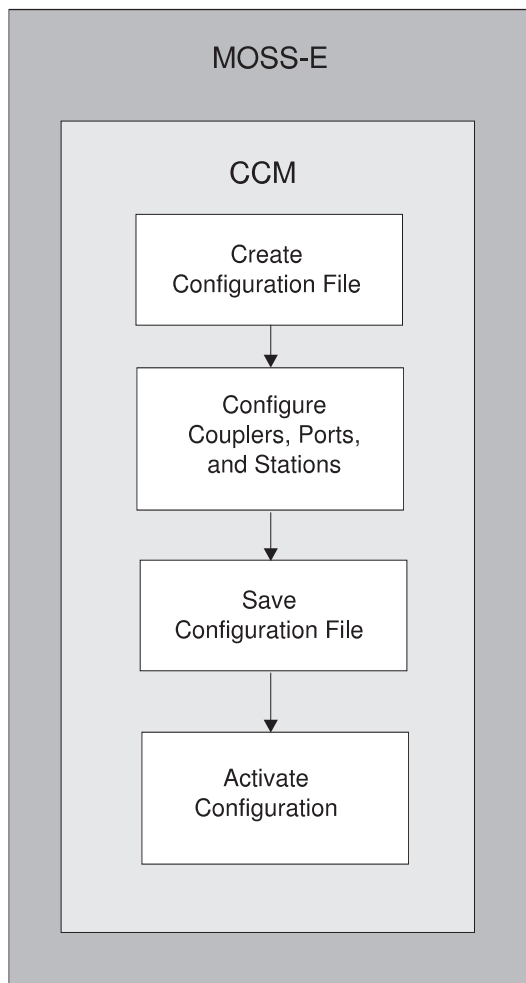 MOSS-E
CCM
Create
Configuration File
Configure
Couplers, Ports,
and Stations
Save
Configuration File
Activate
Configuration